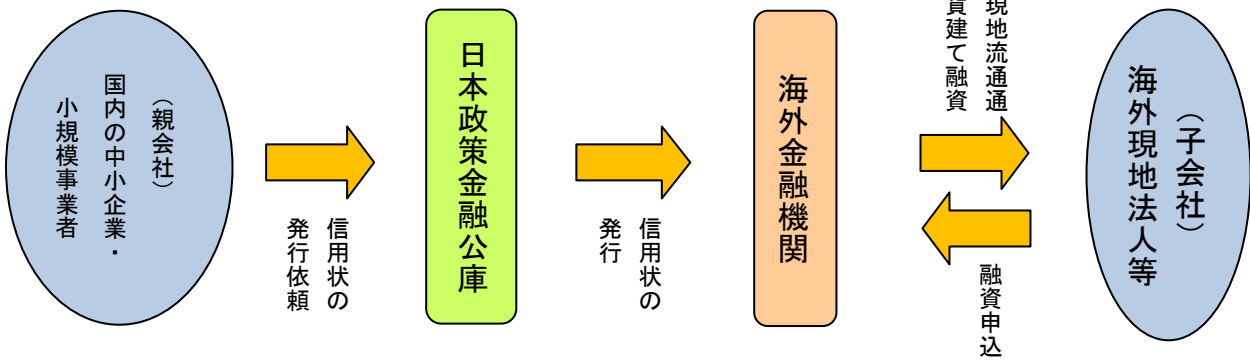 （親会社）
国内の中小企業・
小規模事業者
信用状の
発行依頼
日本政策金融公庫
信用状の
発行
海外金融機関
現地流通通
貨建て融資
融資申込
（子会社）
海外現地法人等